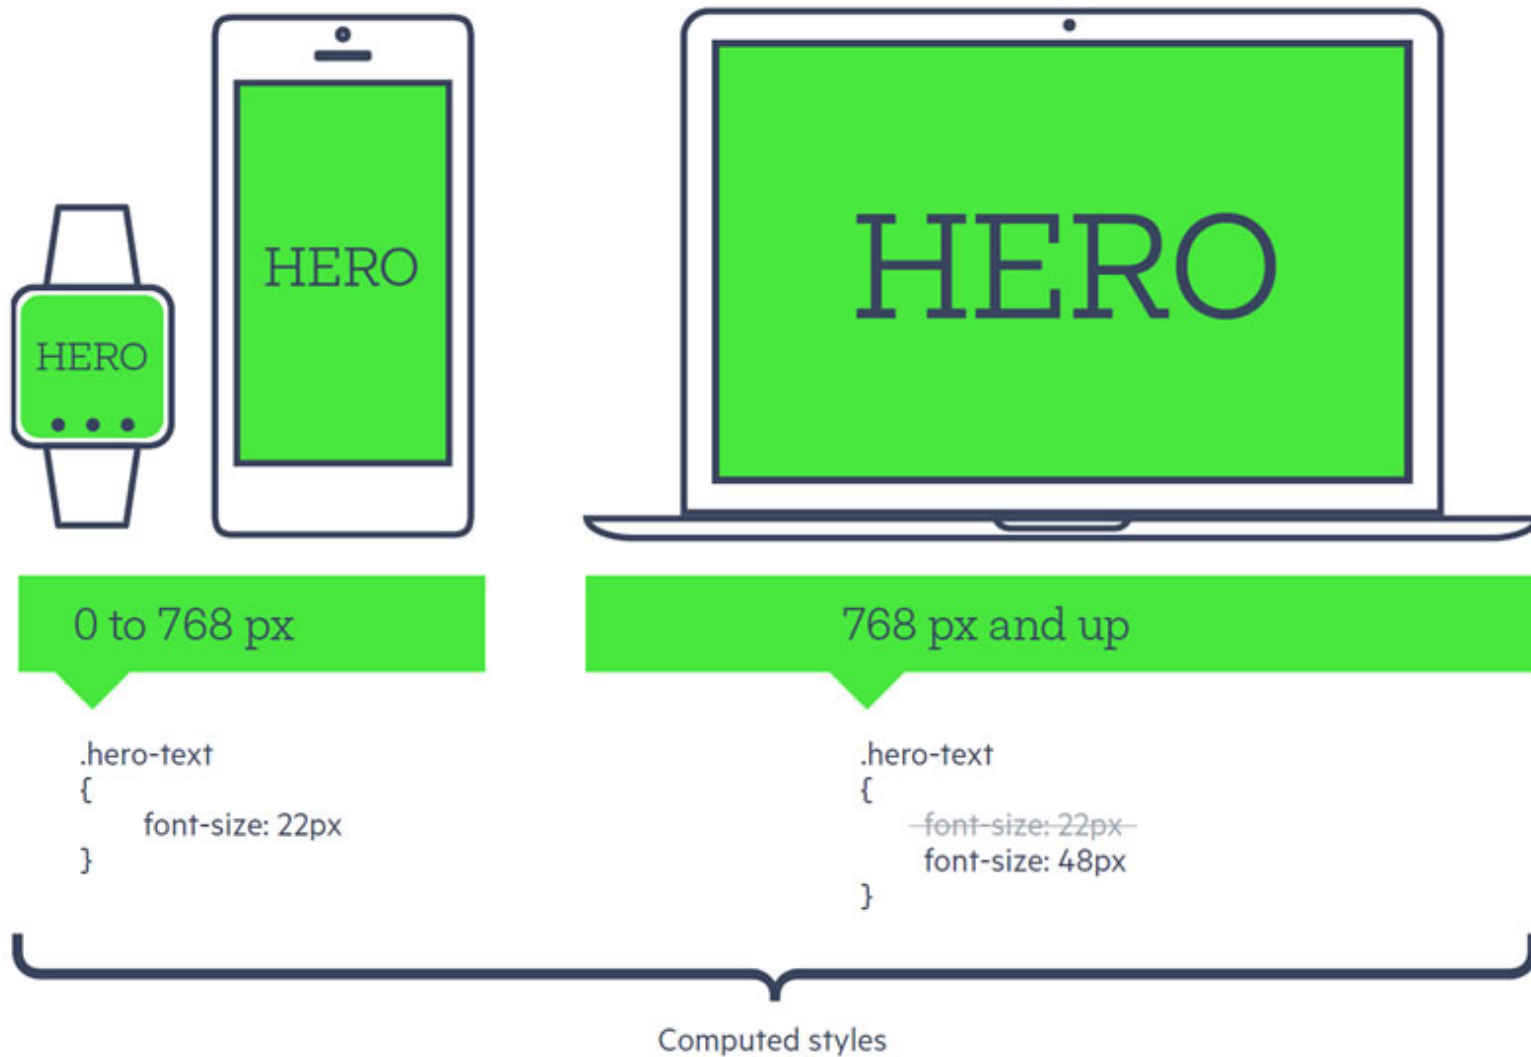 HERO
HERO
HERO
0 to 768 px
768 px and up
.hero-text
{
font-size: 22px
}
.hero-text
{
font-size: 22px
font-size: 48px
}
Computed styles